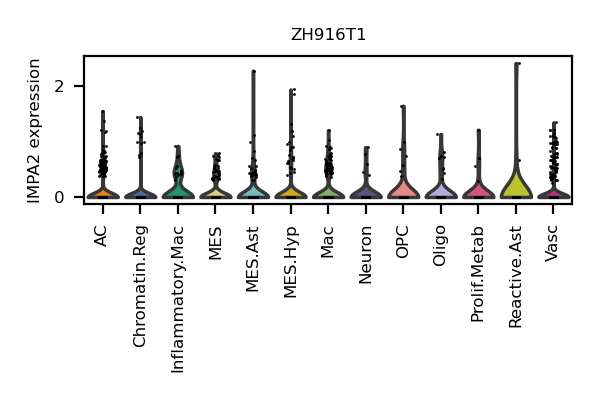 ZH916T1
IMPA2 expression
2
0
AC
Chromatin.Reg
Inflammatory.Mac
MES
MES.Ast
MES.Hyp
Mac
Neuron
OPC
Oligo
Prolif.Metab
Reactive.Ast
Vasc